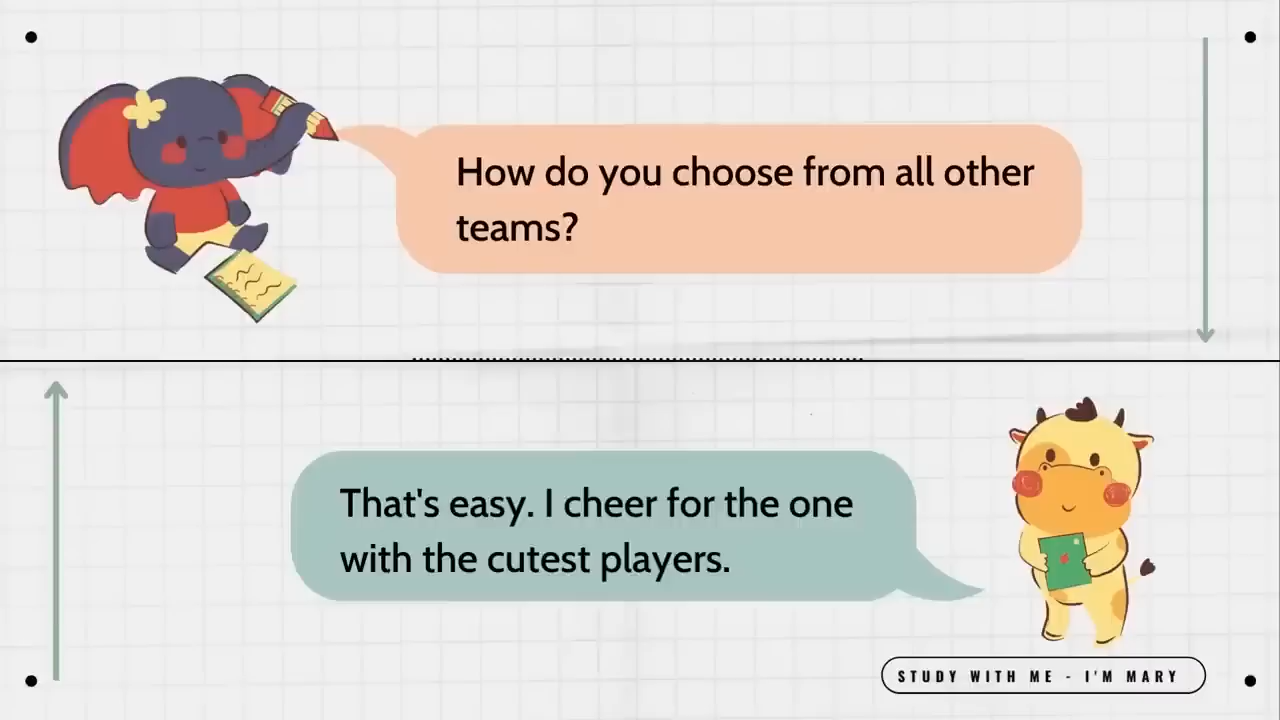 How do you choose from all other
teams?
That's easy. I cheer for the one
with the cutest players.
STUDY WITH ME - I'M MARY